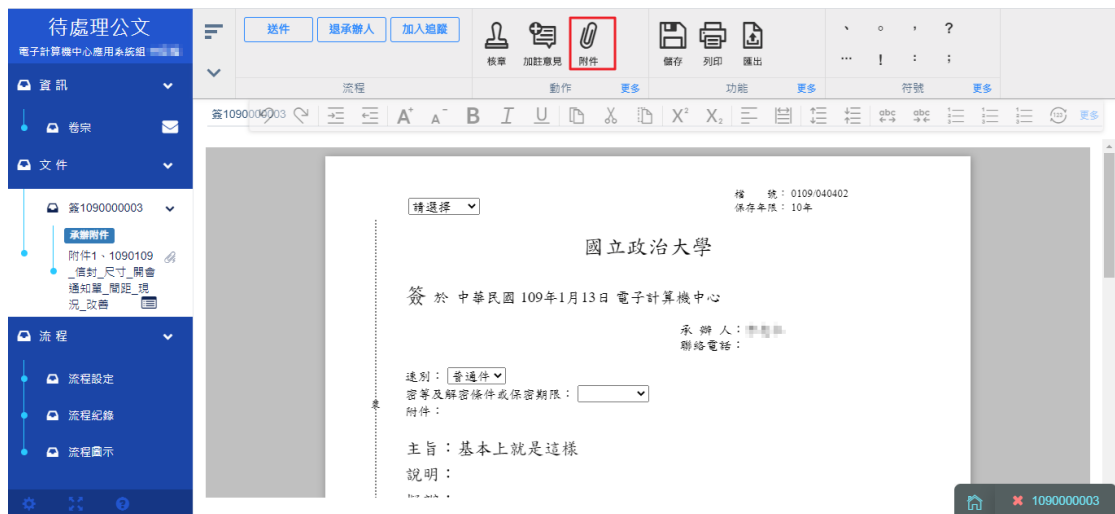 待處理公文
電子計算機中心應用系統組
資訊
卷宗
文件
簽1090000003
承辦附件
附件1、1090109
_信封_尺寸_開會
通知單_間距_現
況_改善
流程
流程設定
流程紀錄
流程圖示
送件 退承辦人 加入追蹤
流程
核章 加註意見 附件
動作 更多
儲存 列印 匯出
功能 更多
、 。 , ?
… ! : ;
符號 更多
簽1090000003
A+ A- B I U X² X₂ abc abc 更多
檔 號：0109/040402
保存年限：10年
請選擇
國立政治大學
簽 於 中華民國 109年1月13日 電子計算機中心
承 辦 人：
聯絡電話：
速別：普通件
密等及解密條件或保密期限：
附件：
裝
主旨：基本上就是這樣
說明：
1090000003